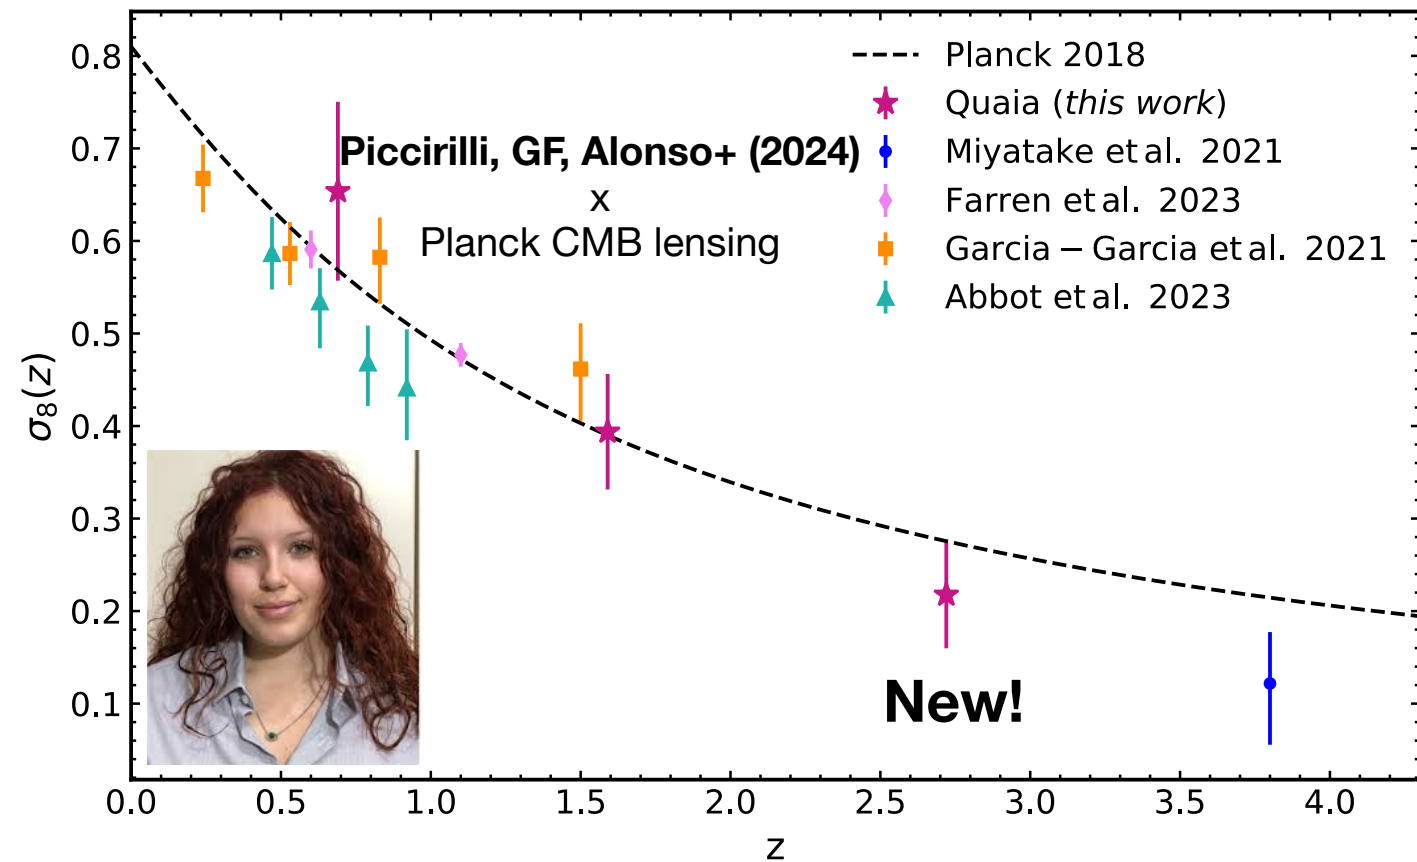 Planck 2018
Quaia (this work)
Miyatake et al. 2021
Farren et al. 2023
Garcia − Garcia et al. 2021
Abbot et al. 2023
Piccirilli, GF, Alonso+ (2024)
x
Planck CMB lensing
New!
σ8(z)
0.8
0.7
0.6
0.5
0.4
0.3
0.2
0.1
0.0 0.5 1.0 1.5 2.0 2.5 3.0 3.5 4.0
z